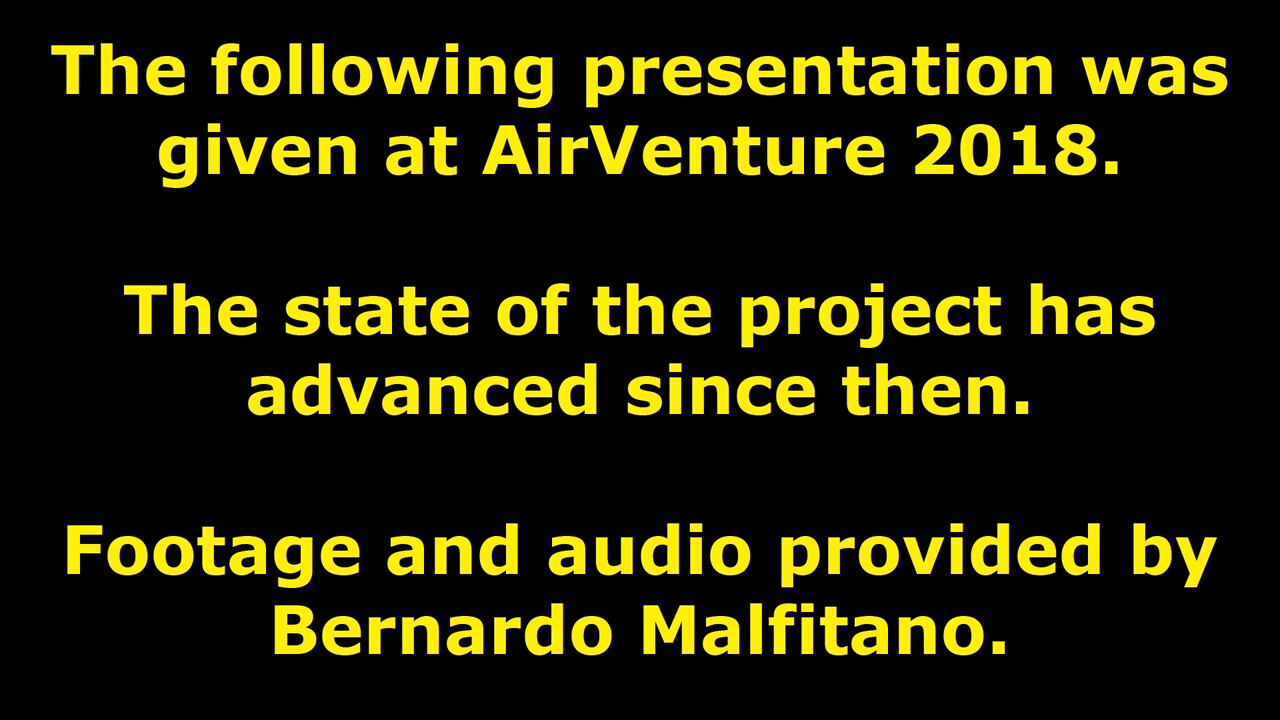 The following presentation was
given at AirVenture 2018.
The state of the project has
advanced since then.
Footage and audio provided by
Bernardo Malfitano.